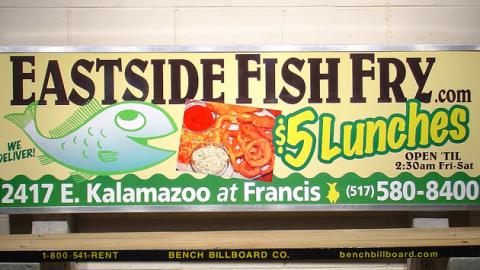 EASTSIDE FISH FRY.com
WE DELIVER!
$5 Lunches
OPEN 'TIL
2:30am Fri-Sat
2417 E. Kalamazoo at Francis (517) 580-8400
1-800-541-RENT BENCH BILLBOARD CO. benchbillboard.com